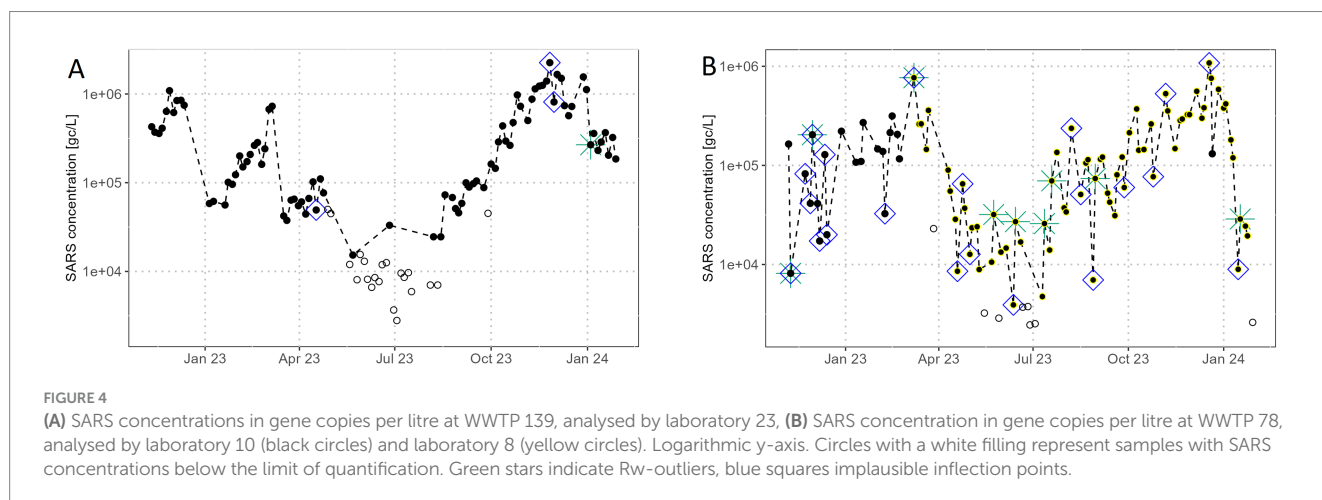 A
SARS concentration [gc/L]
1e+06
1e+05
1e+04
Jan 23
Apr 23
Jul 23
Oct 23
Jan 24
B
SARS concentration [gc/L]
1e+06
1e+05
1e+04
Jan 23
Apr 23
Jul 23
Oct 23
Jan 24
FIGURE 4
(A) SARS concentrations in gene copies per litre at WWTP 139, analysed by laboratory 23, (B) SARS concentration in gene copies per litre at WWTP 78,
analysed by laboratory 10 (black circles) and laboratory 8 (yellow circles). Logarithmic y-axis. Circles with a white filling represent samples with SARS
concentrations below the limit of quantification. Green stars indicate Rw-outliers, blue squares implausible inflection points.